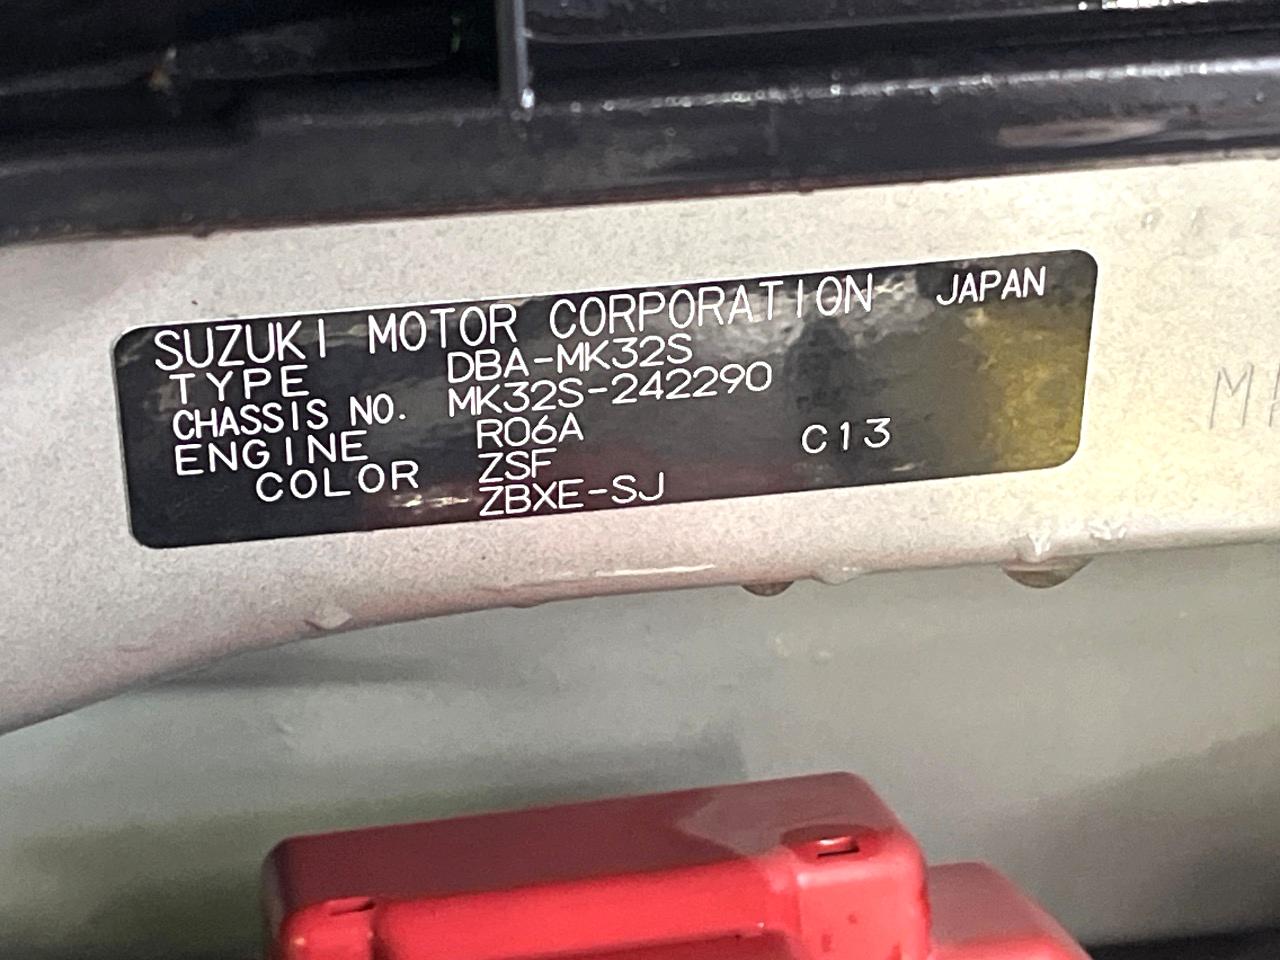 SUZUKI MOTOR CORPORATION JAPAN
TYPE DBA-MK32S
CHASSIS NO. MK32S-242290
ENGINE R06A C13
COLOR ZSF
ZBXE-SJ